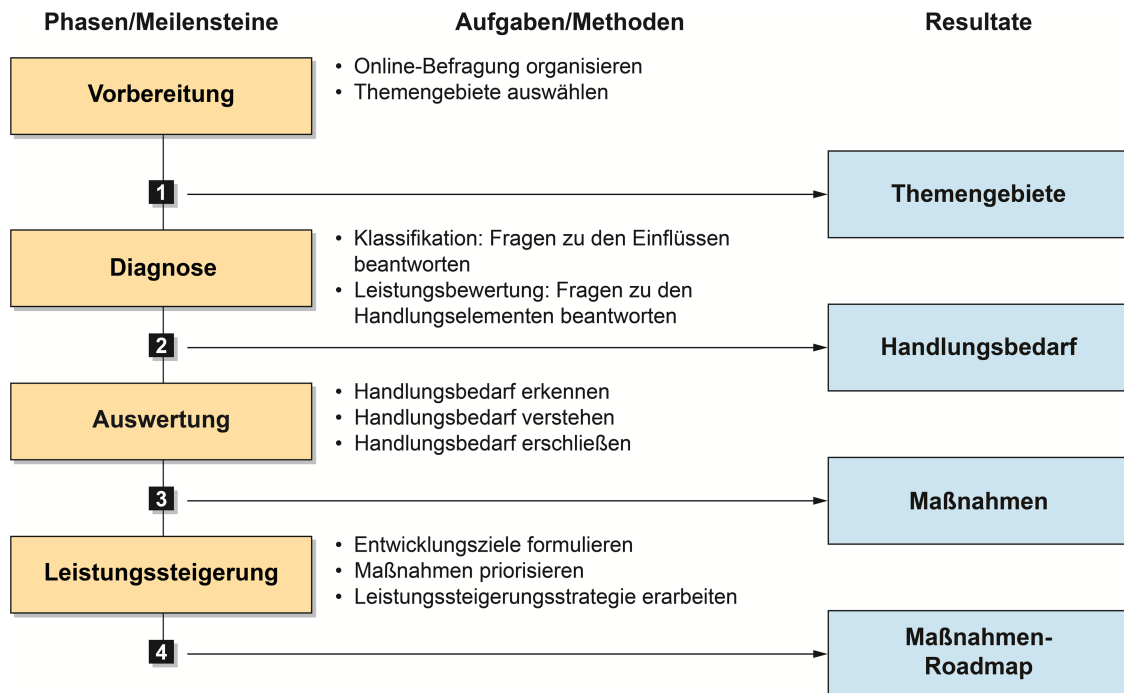 Phasen/Meilensteine
Aufgaben/Methoden
Resultate
Vorbereitung
• Online-Befragung organisieren
• Themengebiete auswählen
1
Themengebiete
Diagnose
• Klassifikation: Fragen zu den Einflüssen
beantworten
• Leistungsbewertung: Fragen zu den
Handlungselementen beantworten
2
Handlungsbedarf
Auswertung
• Handlungsbedarf erkennen
• Handlungsbedarf verstehen
• Handlungsbedarf erschließen
3
Maßnahmen
Leistungssteigerung
• Entwicklungsziele formulieren
• Maßnahmen priorisieren
• Leistungssteigerungsstrategie erarbeiten
4
Maßnahmen-
Roadmap